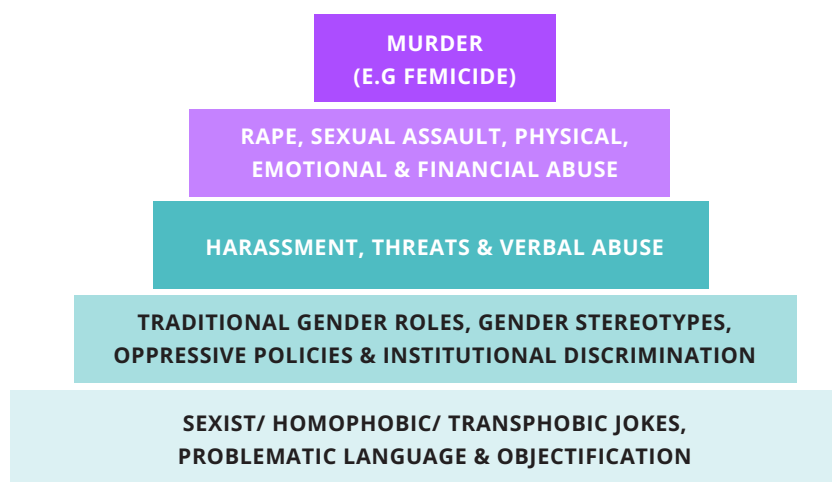 MURDER
(E.G FEMICIDE)
RAPE, SEXUAL ASSAULT, PHYSICAL,
EMOTIONAL & FINANCIAL ABUSE
HARASSMENT, THREATS & VERBAL ABUSE
TRADITIONAL GENDER ROLES, GENDER STEREOTYPES,
OPPRESSIVE POLICIES & INSTITUTIONAL DISCRIMINATION
SEXIST/ HOMOPHOBIC/ TRANSPHOBIC JOKES,
PROBLEMATIC LANGUAGE & OBJECTIFICATION